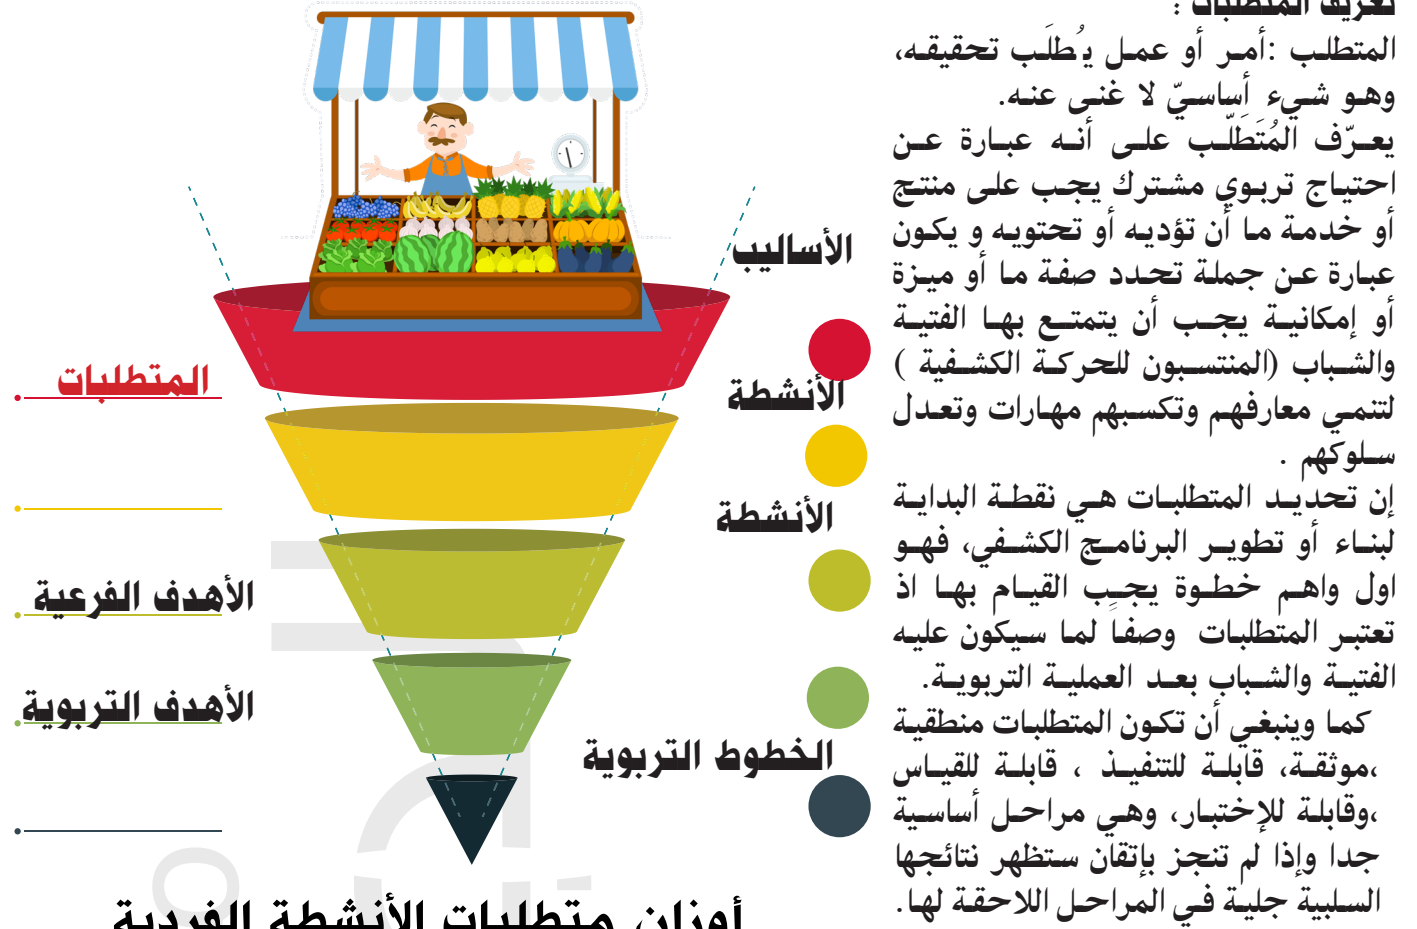 تعريف المتطلبات :
المتطلب :أمر أو عمل يُطلَب تحقيقه،
وهو شيء أساسيّ لا غنى عنه.
يعرّف المُتَطَلَّب على أنه عبارة عن
احتياج تربوي مشترك يجب على منتج
أو خدمة ما أن تؤديه أو تحتويه و يكون
عبارة عن جملة تحدد صفة ما أو ميزة
أو إمكانية يجب أن يتمتع بها الفتية
والشباب (المنتسبون للحركة الكشفية )
لتنمي معارفهم وتكسبهم مهارات وتعدل
سلوكهم .
إن تحديد المتطلبات هي نقطة البداية
لبناء أو تطوير البرنامج الكشفي، فهو
اول واهم خطوة يجب القيام بها اذ
تعتبر المتطلبات وصفا لما سيكون عليه
الفتية والشباب بعد العملية التربوية.
كما وينبغي أن تكون المتطلبات منطقية
،موثقة، قابلة للتنفيذ ، قابلة للقياس
،وقابلة للإختبار، وهي مراحل أساسية
جدا وإذا لم تنجز بإتقان ستظهر نتائجها
السلبية جلية في المراحل اللاحقة لها.
الأساليب
المتطلبات
الأنشطة
الأنشطة
الأهدف الفرعية
الأهدف التربوية
الخطوط التربوية
أوزان متطلبات الأنشطة الفردية